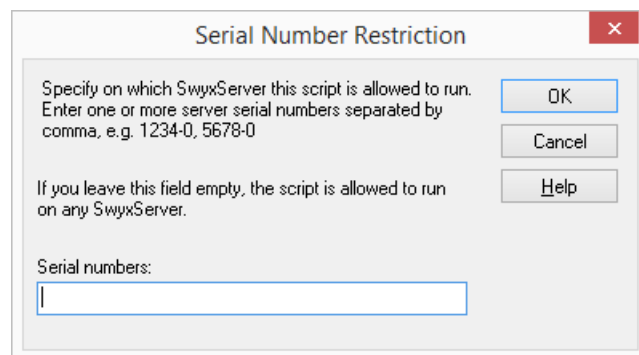 Serial Number Restriction
Specify on which SwyxServer this script is allowed to run.
Enter one or more server serial numbers separated by
comma, e.g. 1234-0, 5678-0
OK
Cancel
If you leave this field empty, the script is allowed to run
on any SwyxServer.
Help
Serial numbers: